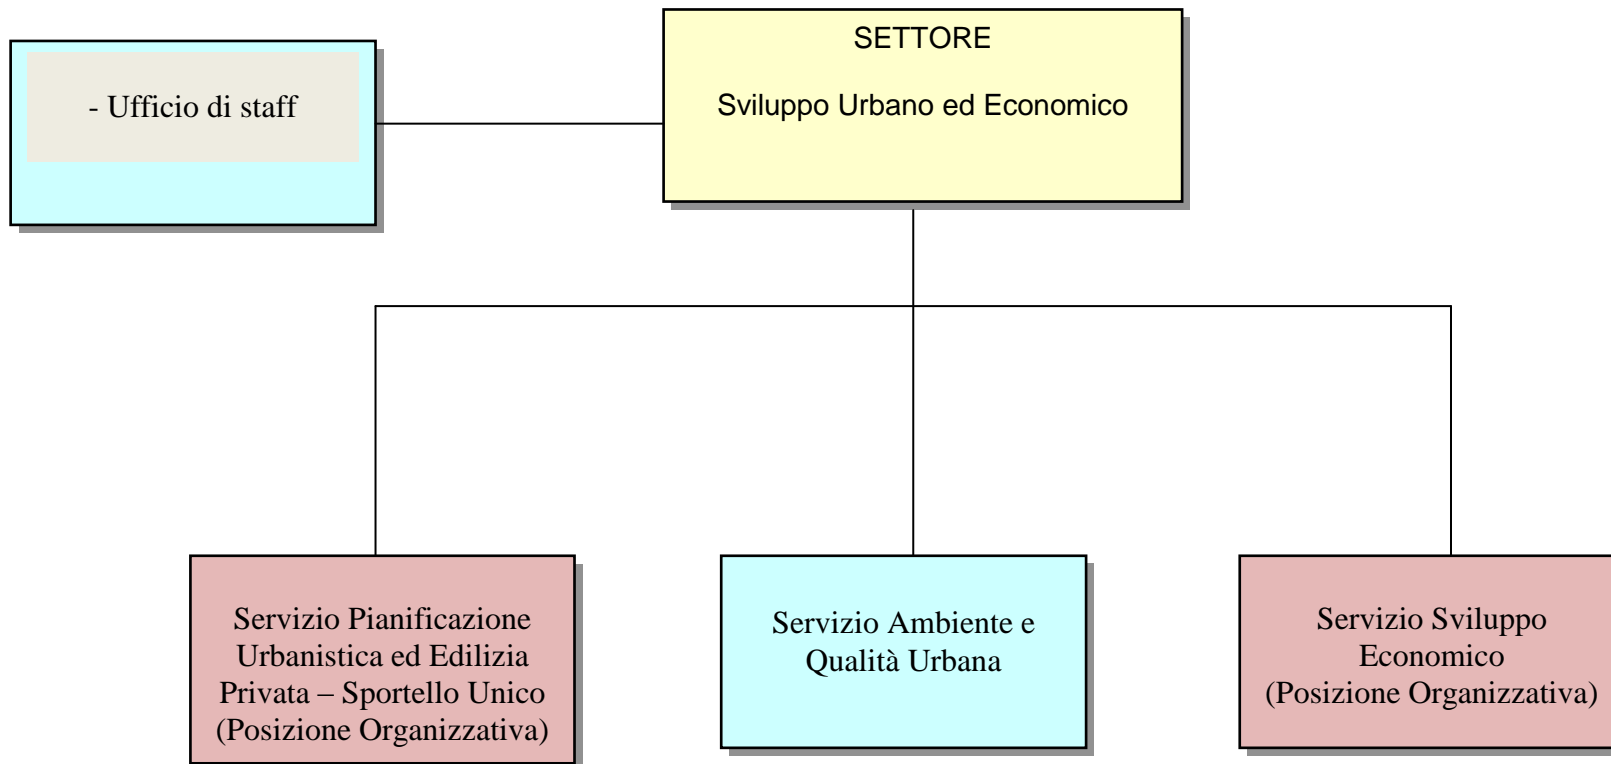 SETTORE
Sviluppo Urbano ed Economico
- Ufficio di staff
Servizio Pianificazione
Urbanistica ed Edilizia
Privata – Sportello Unico
(Posizione Organizzativa)
Servizio Ambiente e
Qualità Urbana
Servizio Sviluppo
Economico
(Posizione Organizzativa)